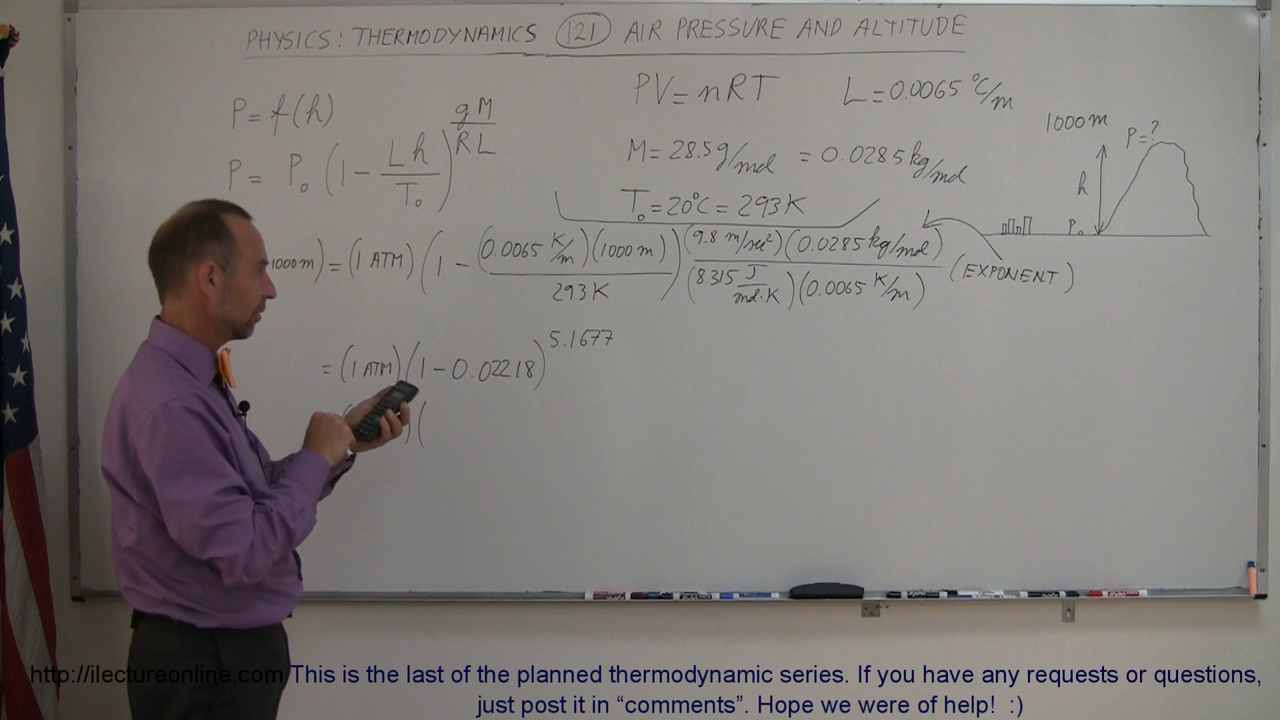 PHYSICS: THERMODYNAMICS (121) AIR PRESSURE AND ALTITUDE
P = f(h)
P = P₀ (1 - Lh/T₀)^(gM/RL)
PV = nRT L = 0.0065 °C/m
M = 28.5 g/mol = 0.0285 kg/mol
T₀ = 20°C = 293 K
1000 m
P = ?
h
P₀
1000 m) = (1 ATM) (1 - (0.0065 K/m)(1000 m)/293 K) (9.8 m/sec²)(0.0285 kg/mol)/(8.315 J/mol·K)(0.0065 K/m) (EXPONENT)
= (1 ATM) (1 - 0.02218)^5.1677
) (
http://ilectureonline.com This is the last of the planned thermodynamic series. If you have any requests or questions,
just post it in “comments”. Hope we were of help! :)